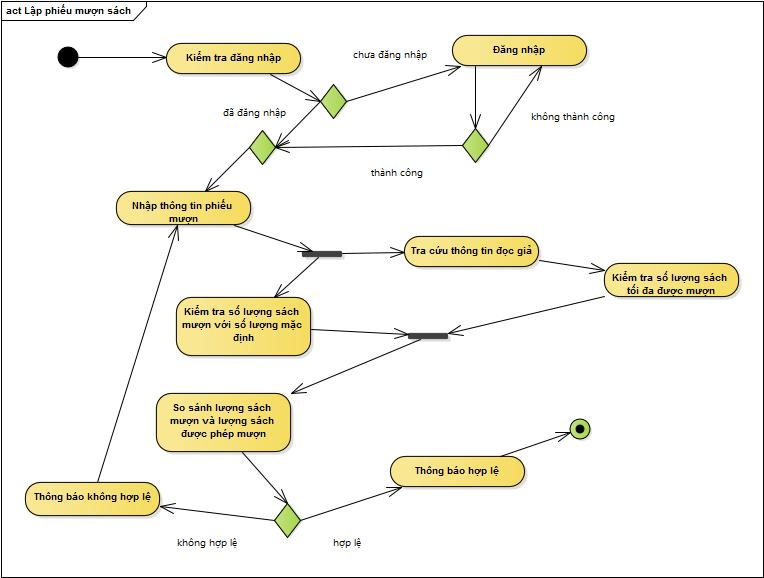 act Lập phiếu mượn sách
Kiểm tra đăng nhập
chưa đăng nhập
Đăng nhập
đã đăng nhập
không thành công
thành công
Nhập thông tin phiếu
mượn
Tra cứu thông tin đọc giả
Kiểm tra số lượng sách
tối đa được mượn
Kiểm tra số lượng sách
mượn với số lượng mặc
định
So sánh lượng sách
mượn và lượng sách
được phép mượn
Thông báo hợp lệ
Thông báo không hợp lệ
không hợp lệ
hợp lệ